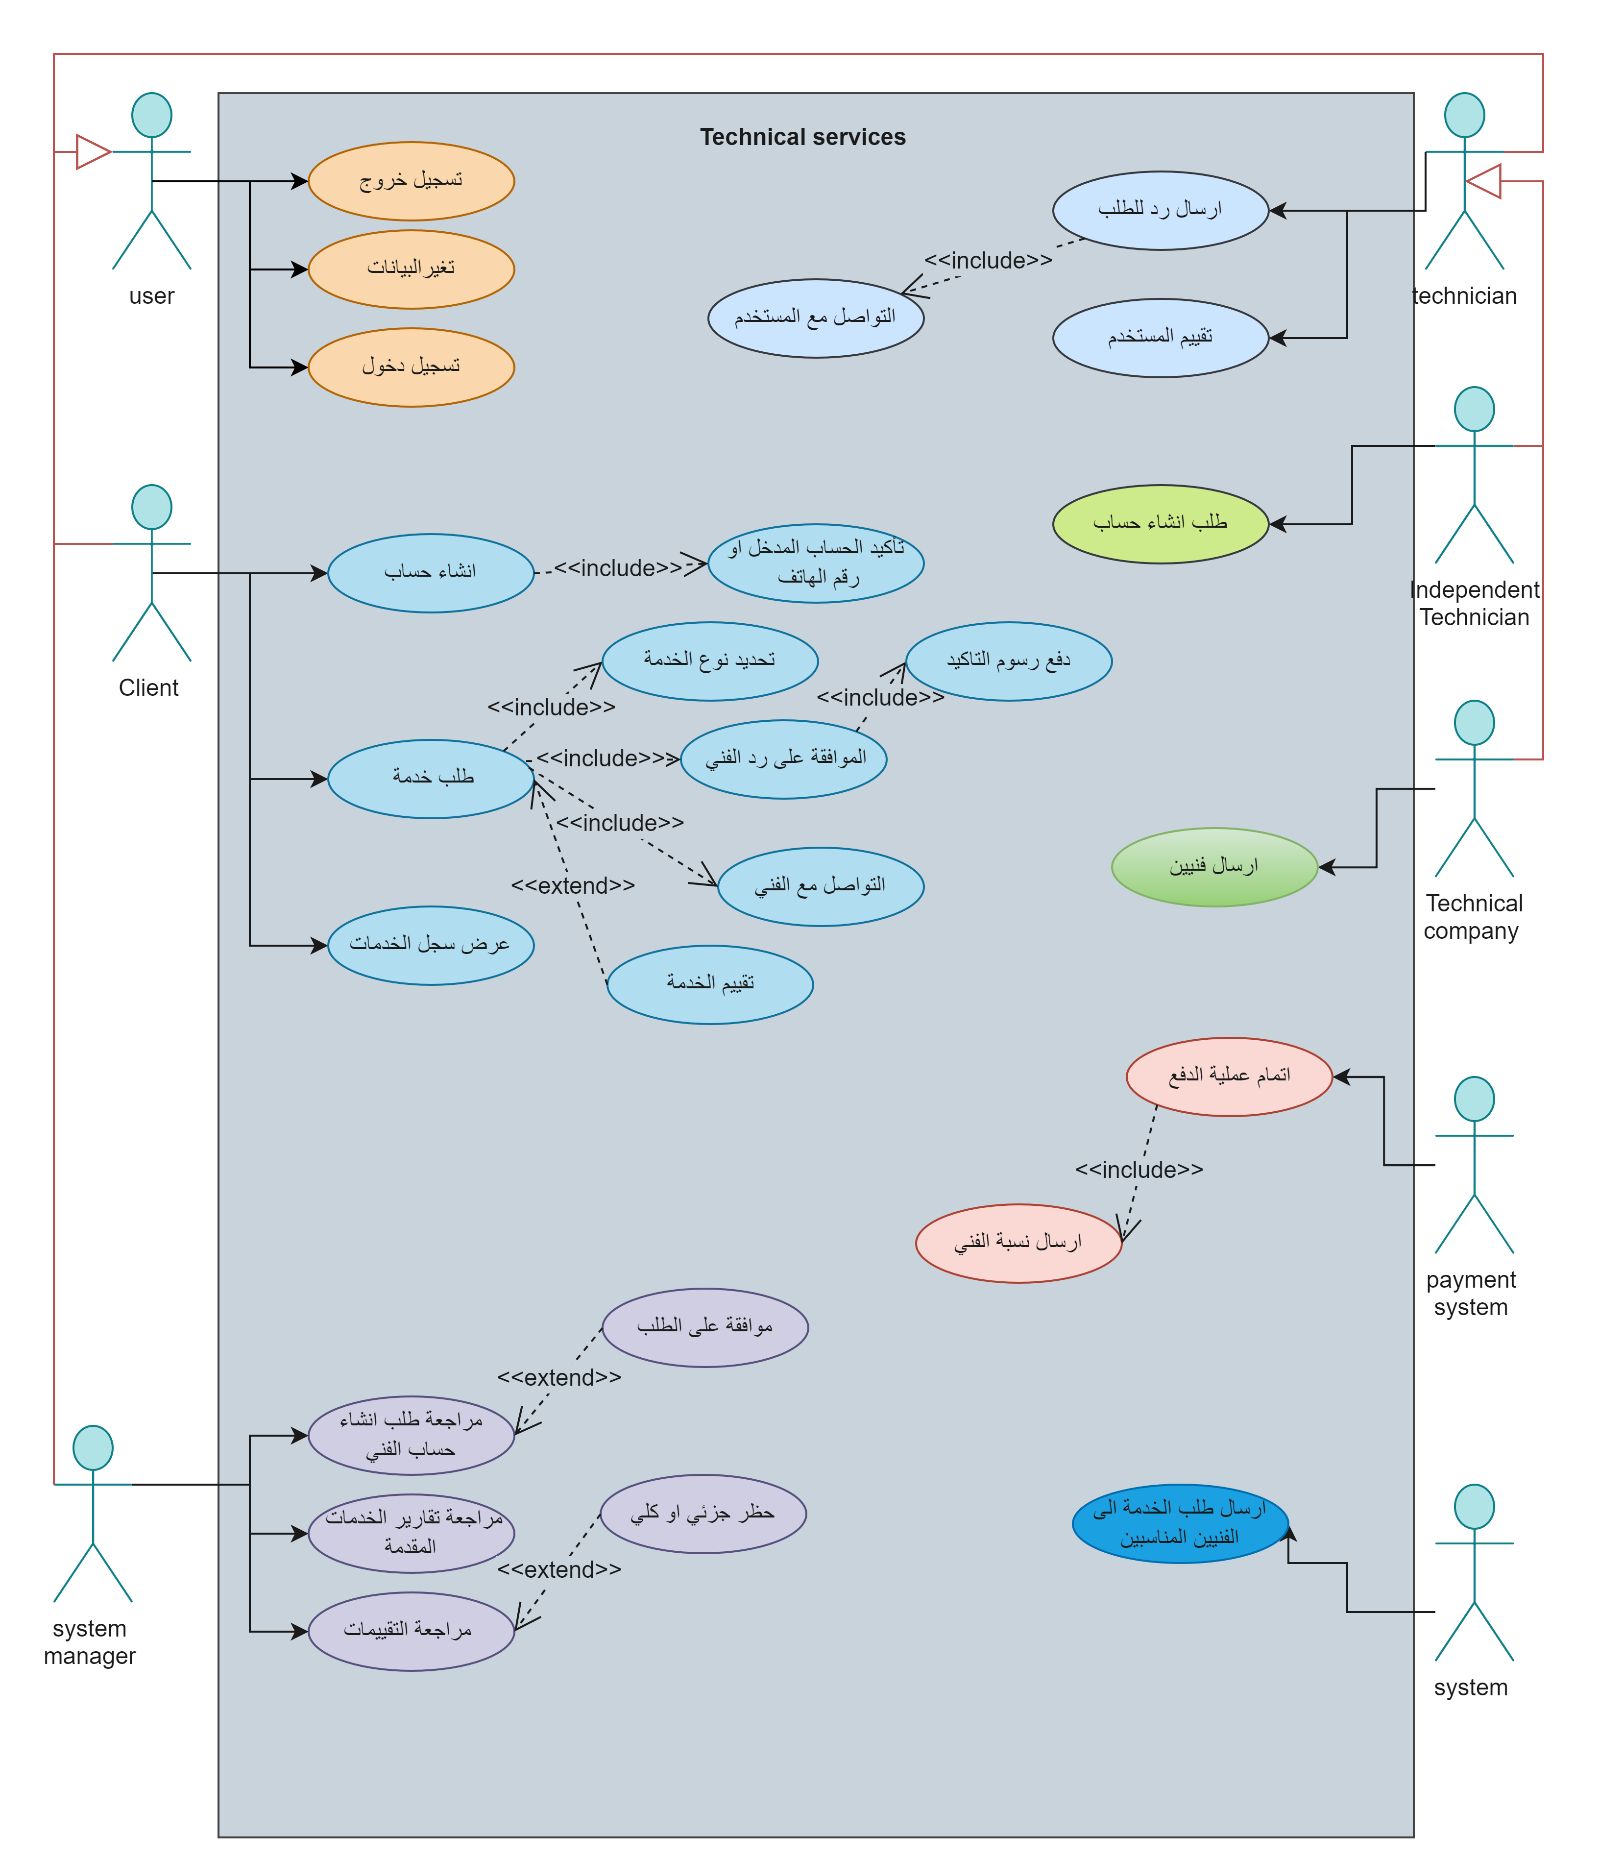 Technical services
user
تسجيل خروج
تغيرالبيانات
تسجيل دخول
technician
ارسال رد للطلب
<<include>>
التواصل مع المستخدم
تقييم المستخدم
Independent
Technician
طلب انشاء حساب
Client
انشاء حساب
<<include>>
تأكيد الحساب المدخل او
رقم الهاتف
تحديد نوع الخدمة
دفع رسوم التاكيد
<<include>>
<<include>>
<<include>>
الموافقة على رد الفني
طلب خدمة
<<include>>
التواصل مع الفني
<<extend>>
عرض سجل الخدمات
تقييم الخدمة
ارسال فنيين
Technical
company
اتمام عملية الدفع
<<include>>
ارسال نسبة الفني
payment
system
موافقة على الطلب
<<extend>>
مراجعة طلب انشاء
حساب الفني
مراجعة تقارير الخدمات
المقدمة
حظر جزئي او كلي
<<extend>>
مراجعة التقييمات
system
manager
ارسال طلب الخدمة الى
الفنيين المناسبين
system